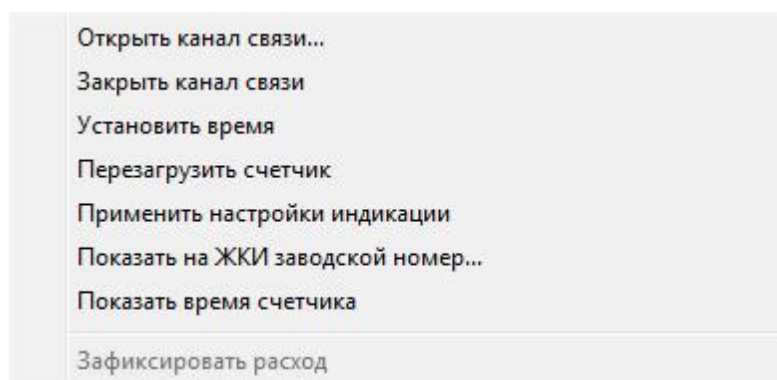 Открыть канал связи...
Закрыть канал связи
Установить время
Перезагрузить счетчик
Применить настройки индикации
Показать на ЖКИ заводской номер...
Показать время счетчика
Зафиксировать расход